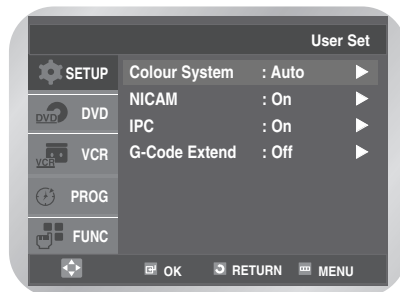 User Set
SETUP
Colour System : Auto
NICAM : On
DVD DVD
IPC : On
VCR VCR
G-Code Extend : Off
PROG
FUNC
OK RETURN MENU